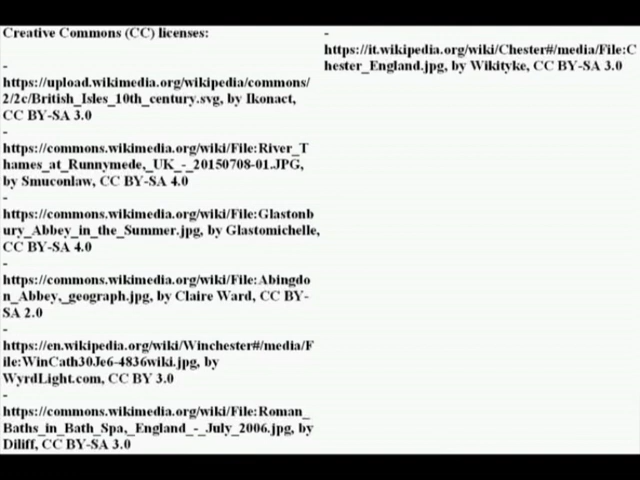 Creative Commons (CC) licenses:
-
https://upload.wikimedia.org/wikipedia/commons/
2/2c/British_Isles_10th_century.svg, by Ikonact,
CC BY-SA 3.0
-
https://commons.wikimedia.org/wiki/File:River_T
hames_at_Runnymede,_UK_-_20150708-01.JPG,
by Smuconlaw, CC BY-SA 4.0
-
https://commons.wikimedia.org/wiki/File:Glastonb
ury_Abbey_in_the_Summer.jpg, by Glastomichelle,
CC BY-SA 4.0
-
https://commons.wikimedia.org/wiki/File:Abingdo
n_Abbey,_geograph.jpg, by Claire Ward, CC BY-
SA 2.0
-
https://en.wikipedia.org/wiki/Winchester#/media/F
ile:WinCath30Je6-4836wiki.jpg, by
WyrdLight.com, CC BY 3.0
-
https://commons.wikimedia.org/wiki/File:Roman_
Baths_in_Bath_Spa,_England_-_July_2006.jpg, by
Diliff, CC BY-SA 3.0
-
https://it.wikipedia.org/wiki/Chester#/media/File:C
hester_England.jpg, by Wikityke, CC BY-SA 3.0